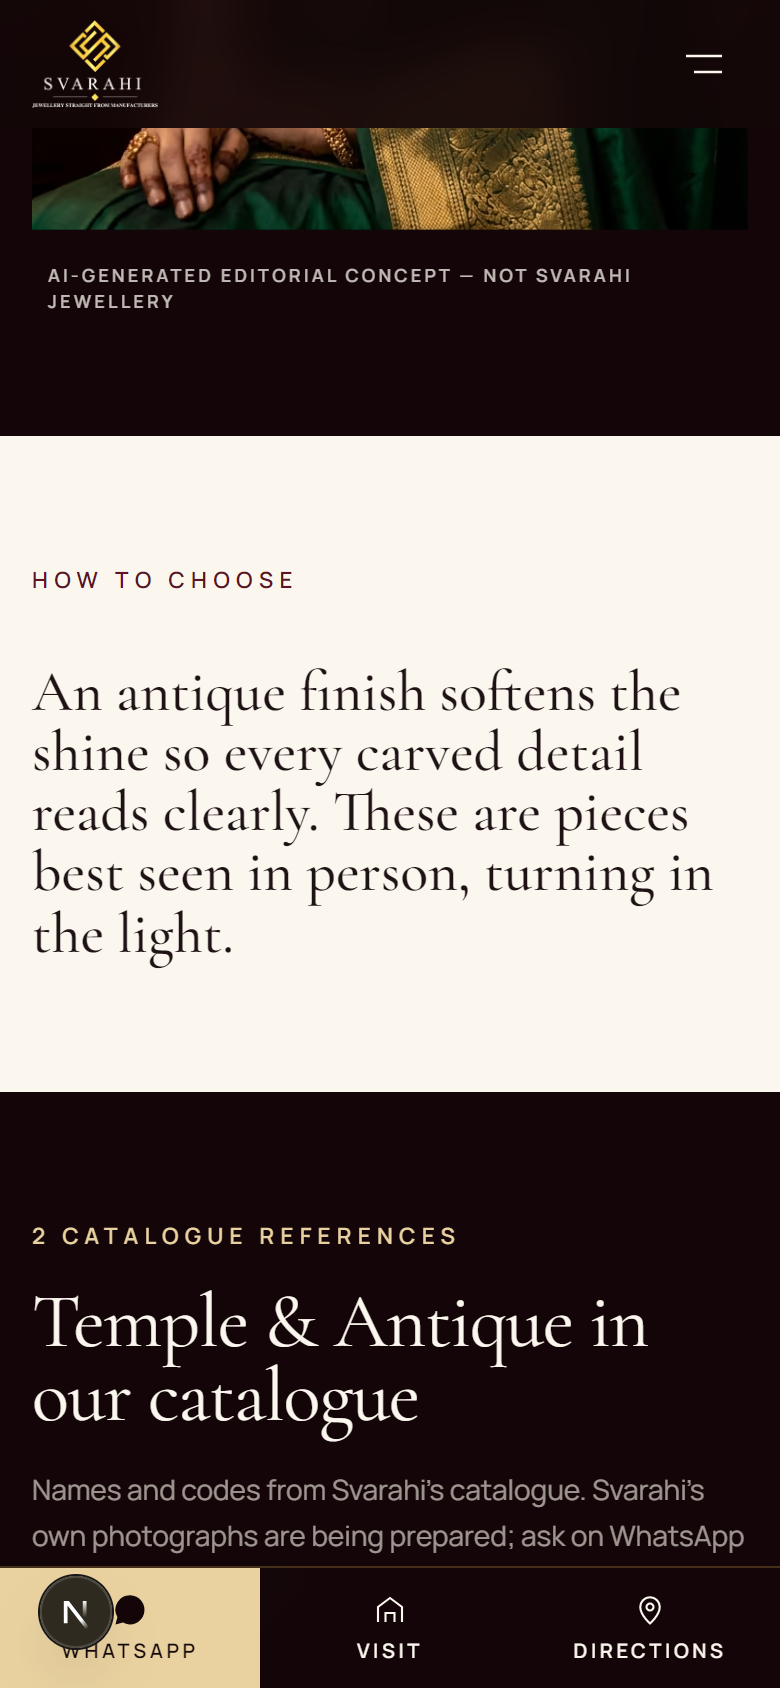 SVARAHI
JEWELLERY STRAIGHT FROM MANUFACTURERS
AI-GENERATED EDITORIAL CONCEPT — NOT SVARAHI
JEWELLERY
HOW TO CHOOSE
An antique finish softens the
shine so every carved detail
reads clearly. These are pieces
best seen in person, turning in
the light.
2 CATALOGUE REFERENCES
Temple & Antique in
our catalogue
Names and codes from Svarahi’s catalogue. Svarahi’s
own photographs are being prepared; ask on WhatsApp
N
WHATSAPP
VISIT
DIRECTIONS